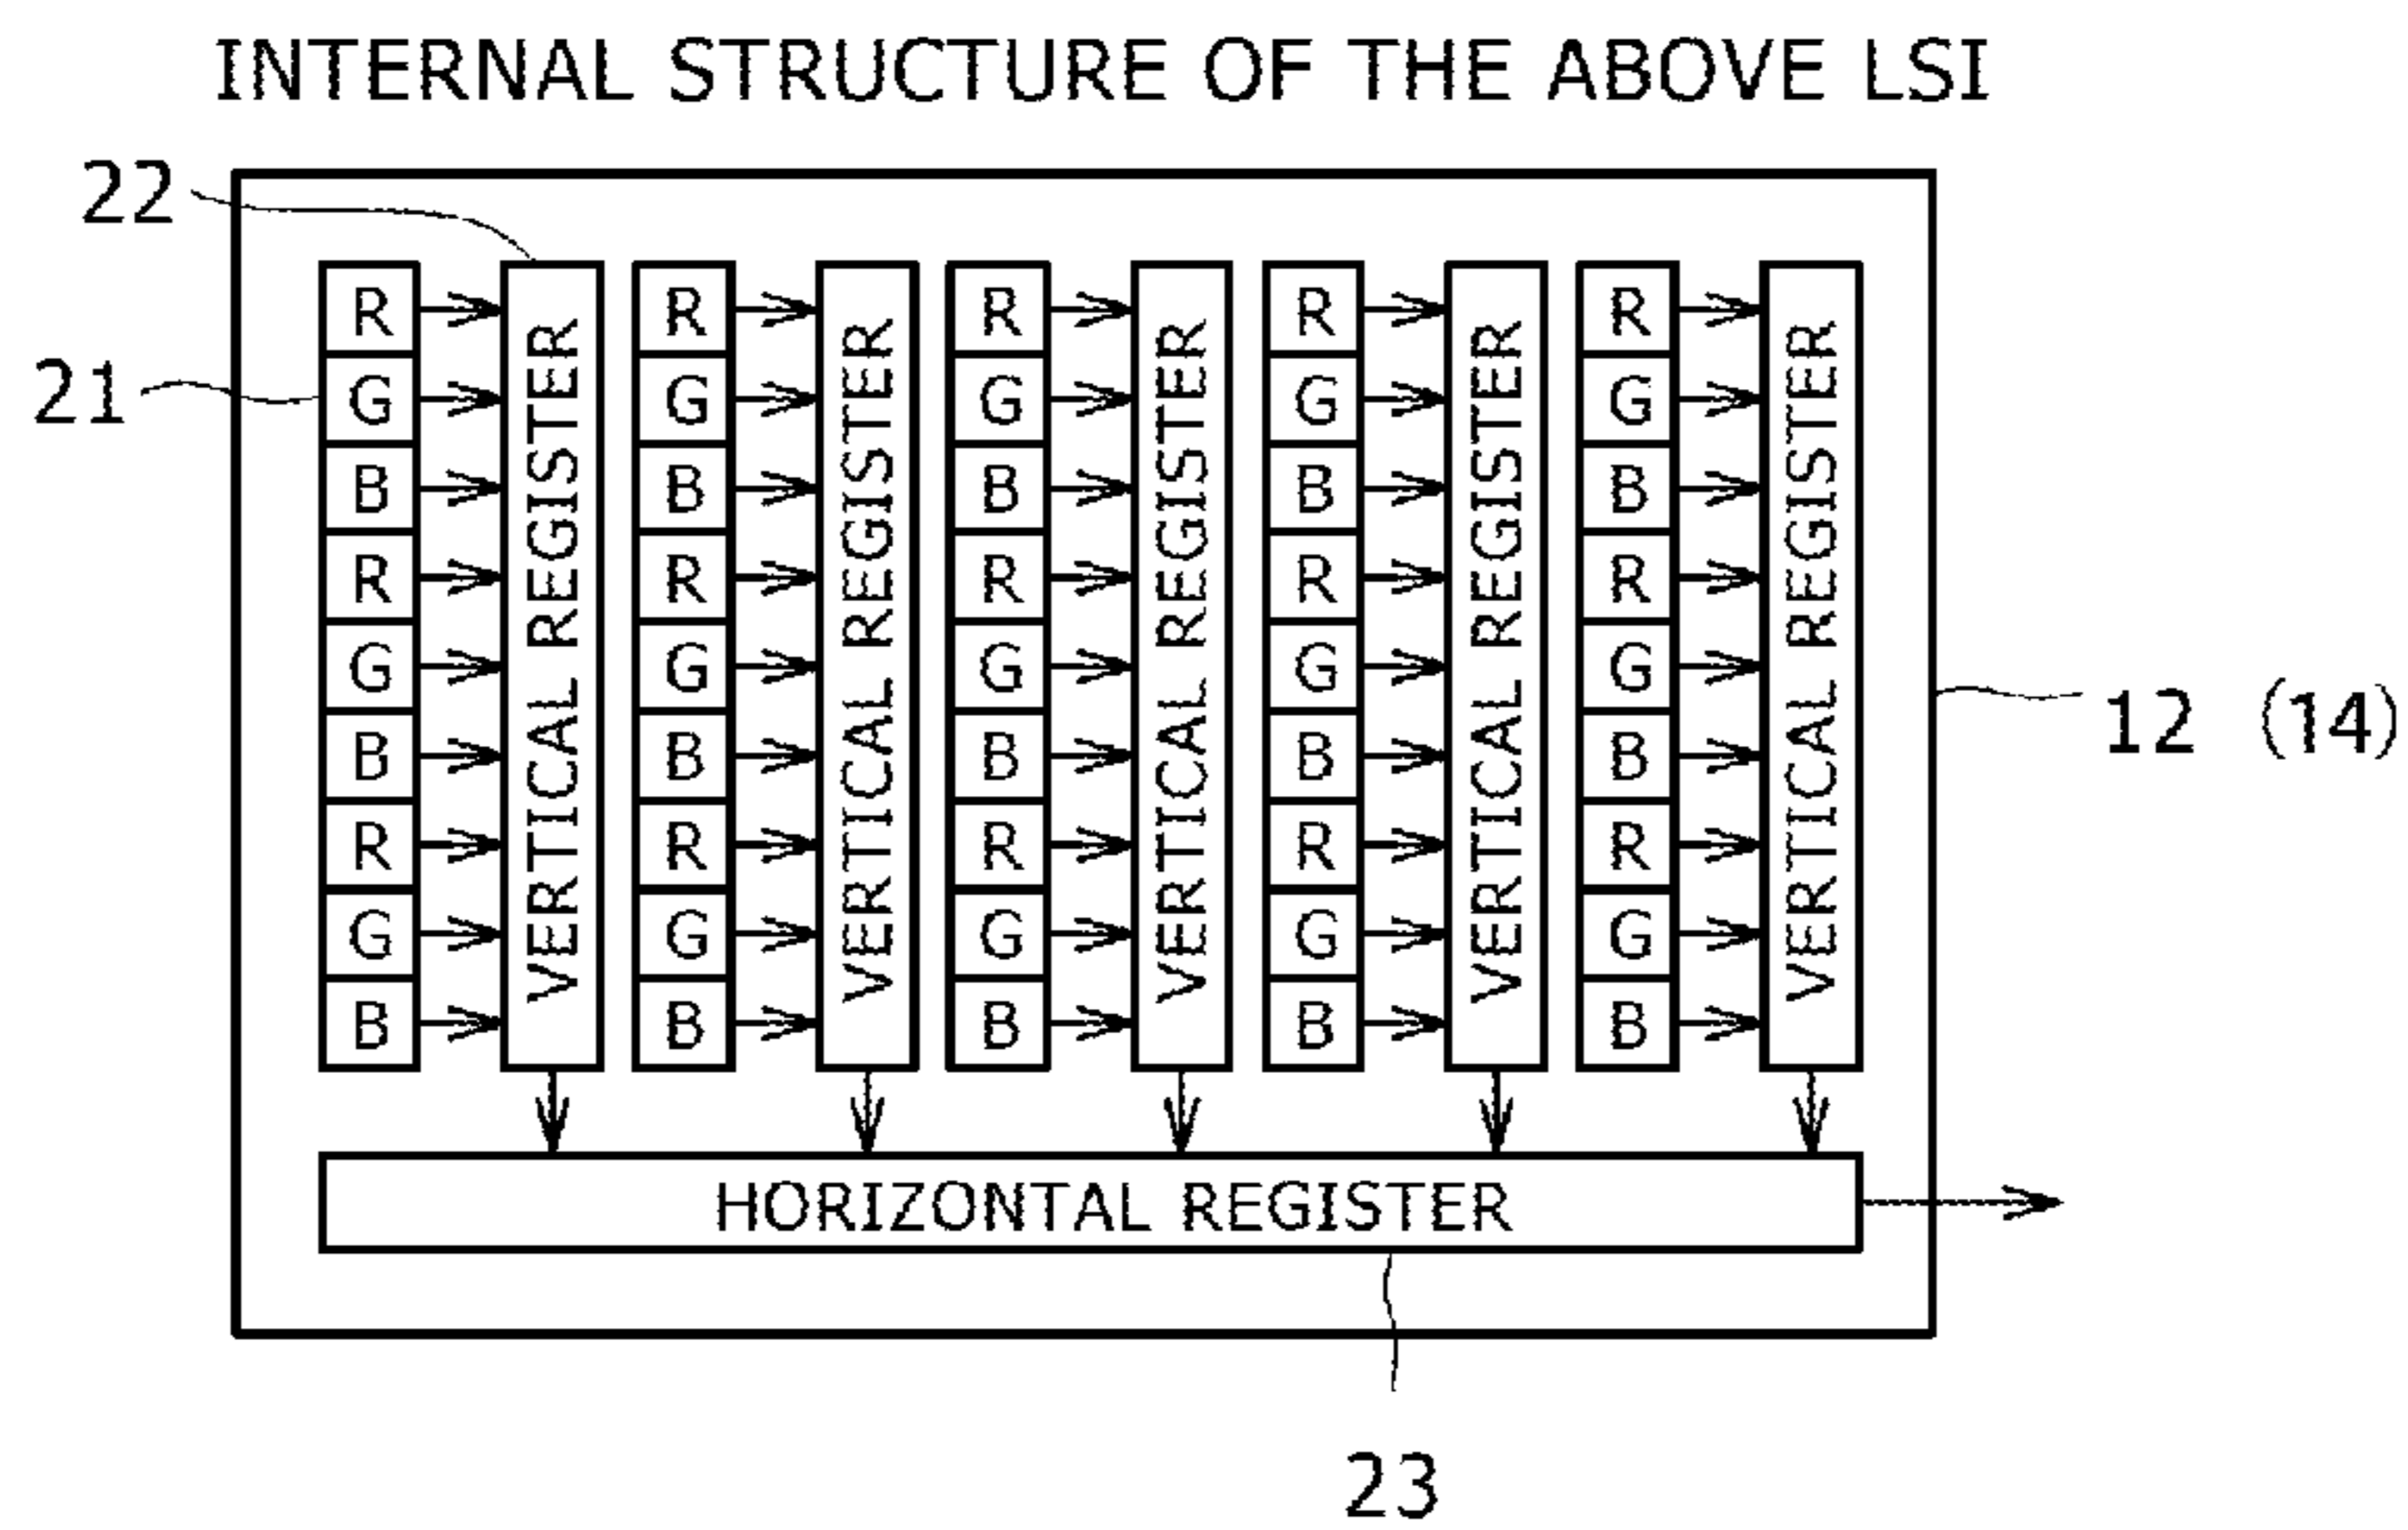 INTERNAL STRUCTURE OF THE ABOVE LSI
22
21
R R R R R
G G G G G
B B B B B
R R R R R
G G G G G
B B B B B
R R R R R
G G G G G
B B B B B
VERTICAL REGISTER
VERTICAL REGISTER
VERTICAL REGISTER
VERTICAL REGISTER
VERTICAL REGISTER
12 (14)
HORIZONTAL REGISTER
23